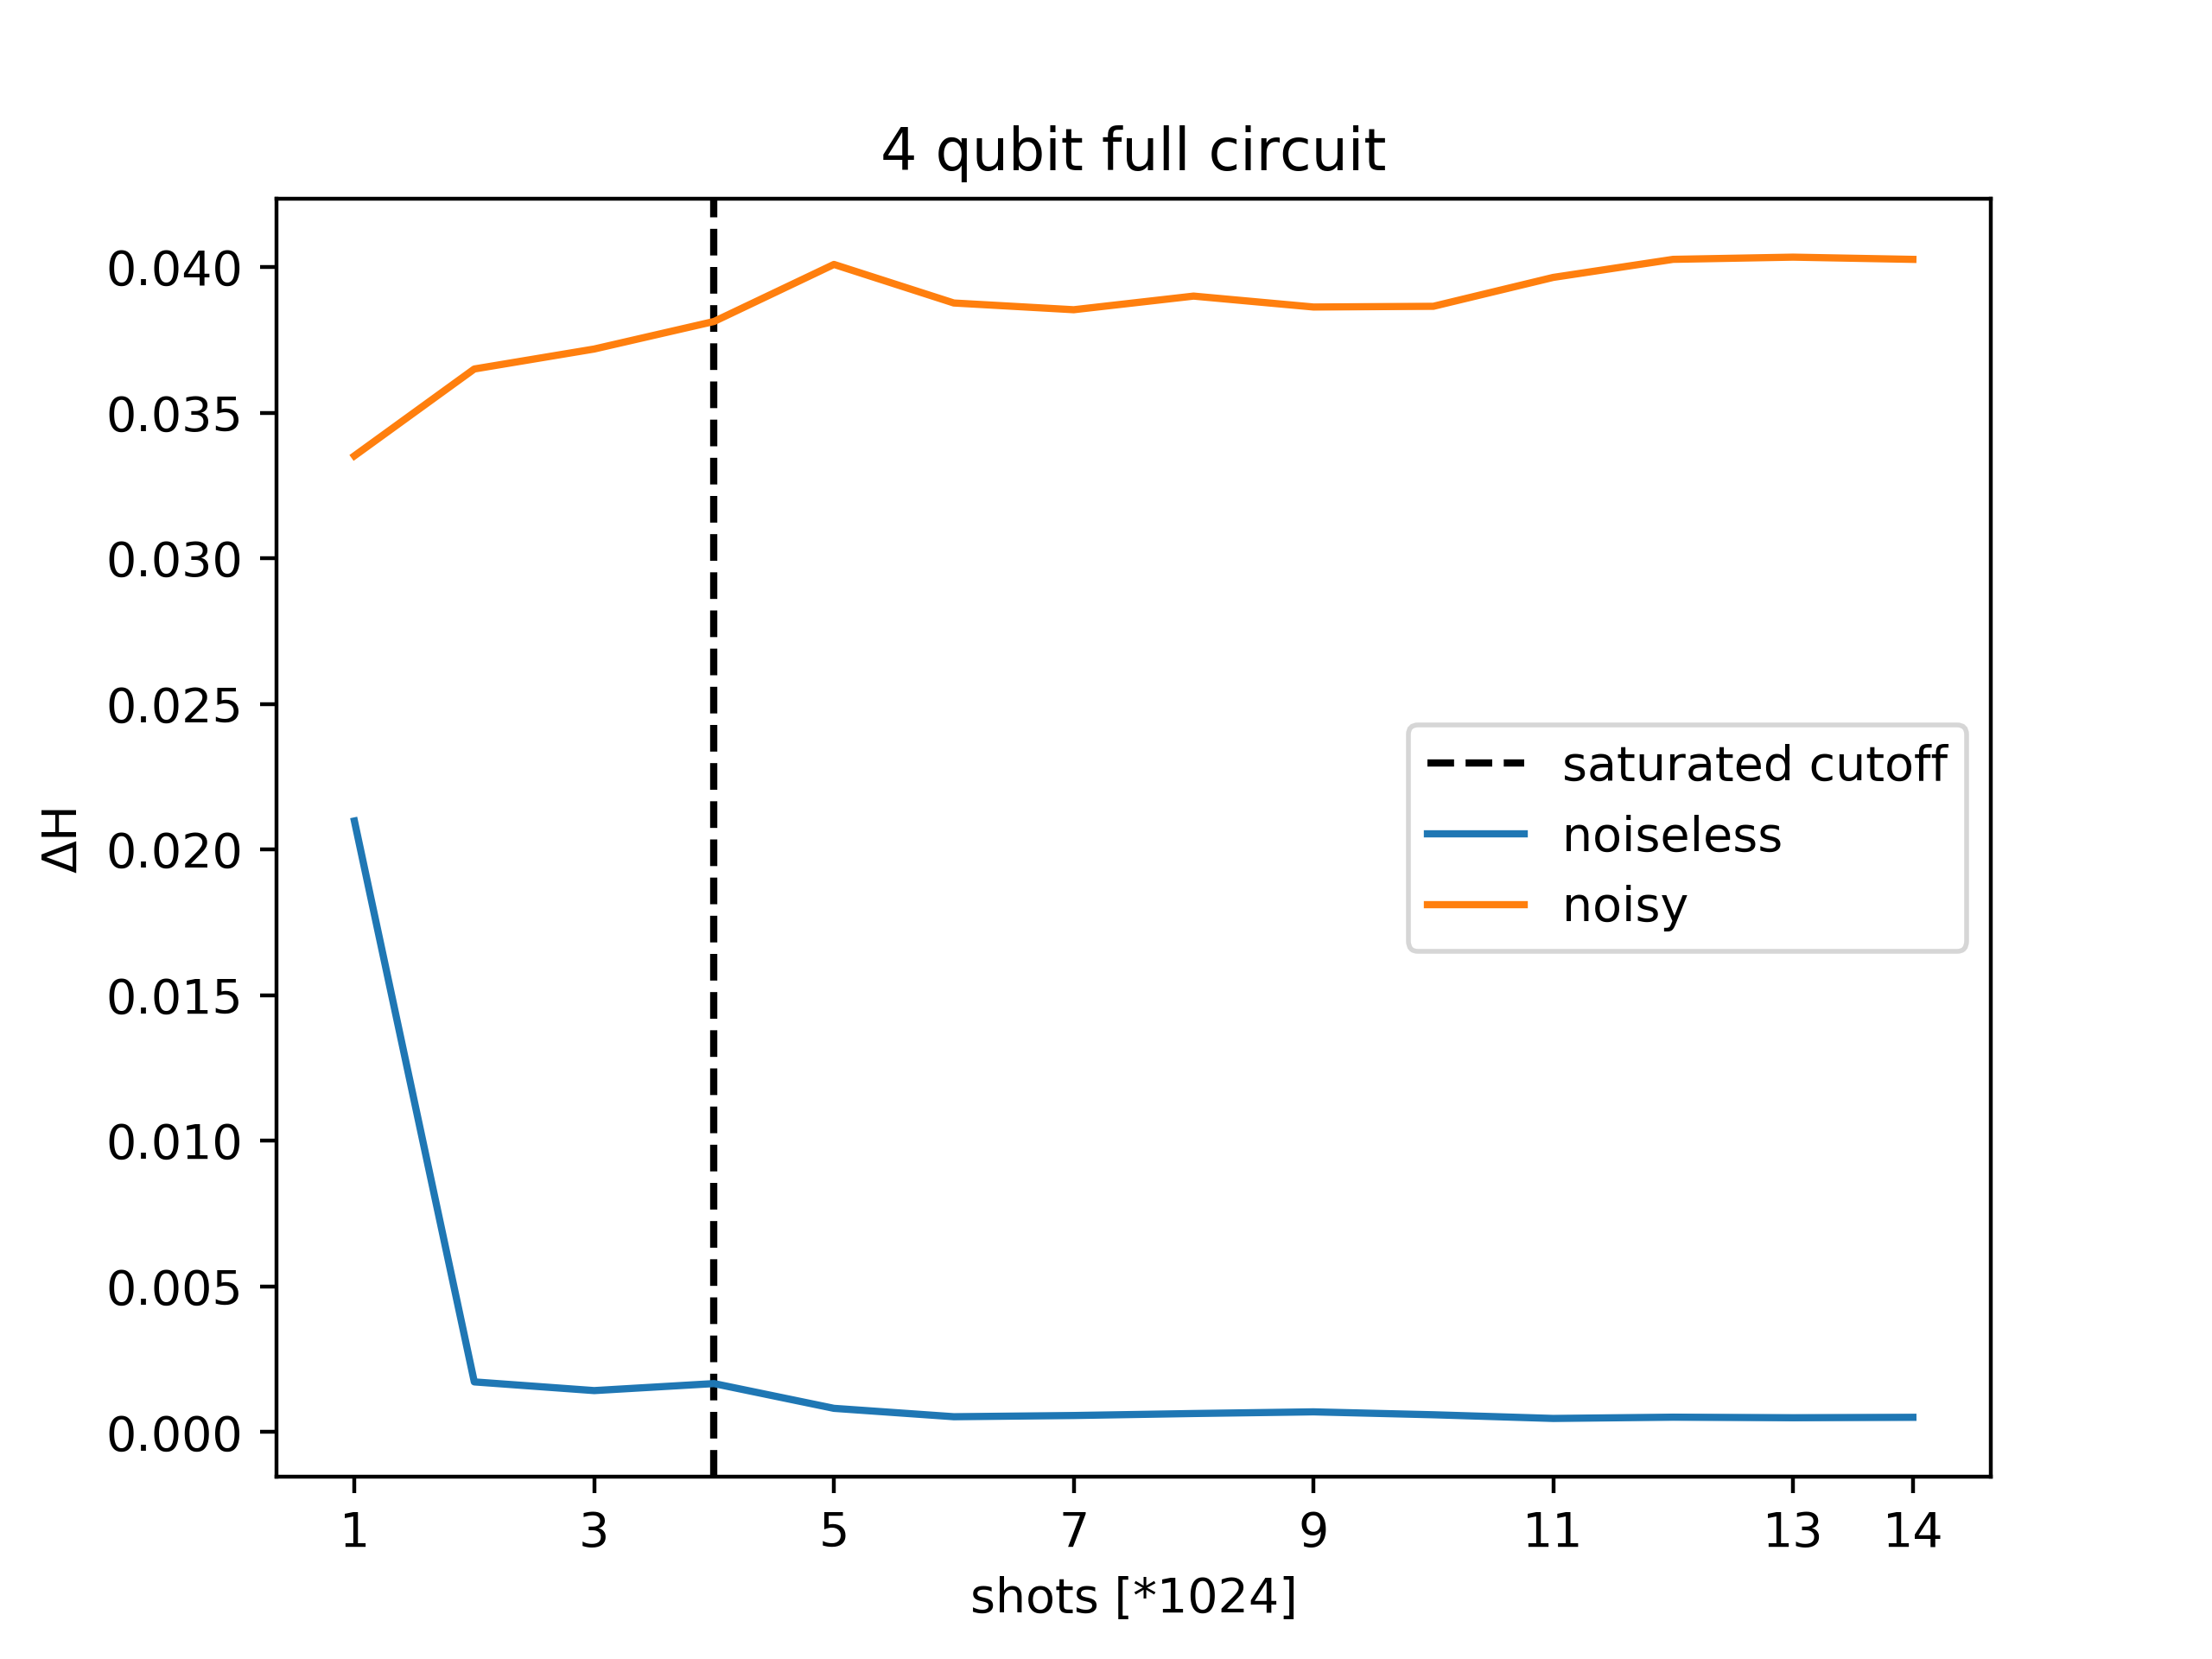 4 qubit full circuit
0.040
0.035
0.030
0.025
0.020
0.015
0.010
0.005
0.000
ΔH
saturated cutoff
noiseless
noisy
1 3 5 7 9 11 13 14
shots [*1024]